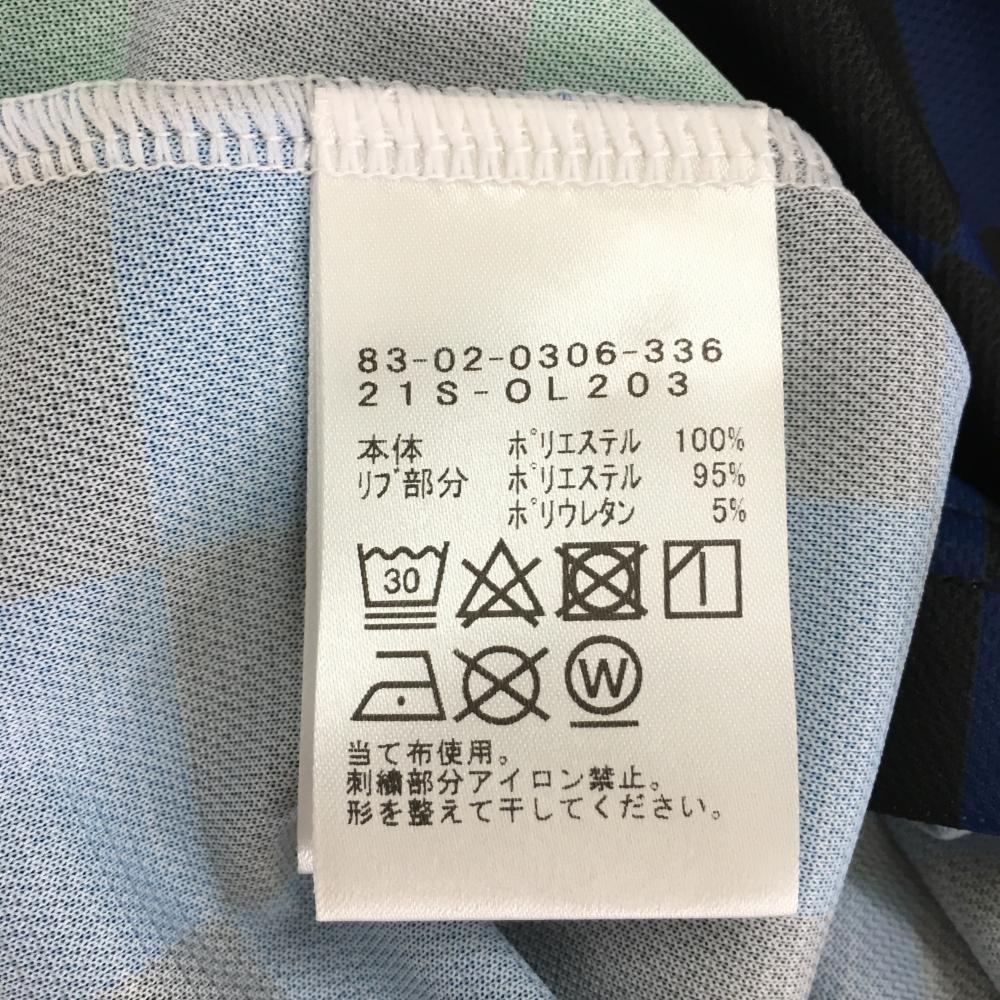 83-02-0306-336
21S-OL203
本体 ポリエステル 100%
リブ部分 ポリエステル 95%
ポリウレタン 5%
30
W
当て布使用。
刺繍部分アイロン禁止。
形を整えて干してください。